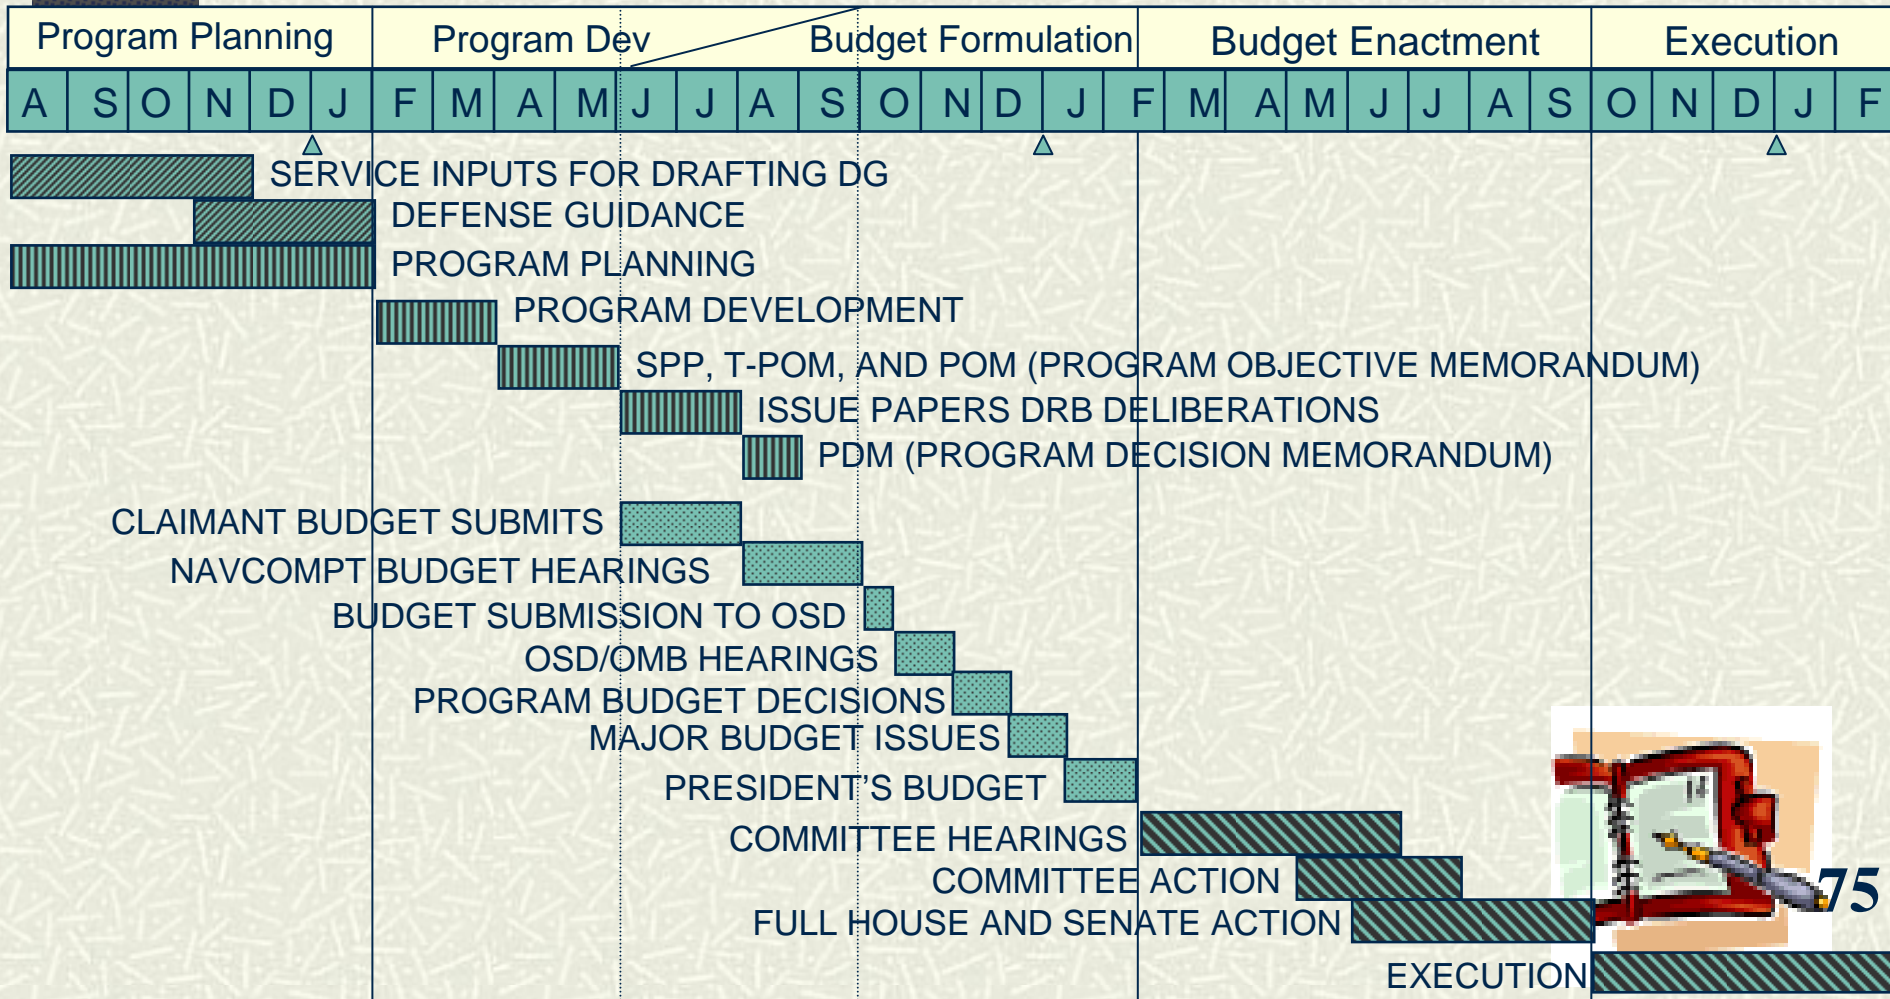 Program Planning Program Dev Budget Formulation Budget Enactment Execution
A S O N D J F M A M J J A S O N D J F M A M J J A S O N D J F
SERVICE INPUTS FOR DRAFTING DG
DEFENSE GUIDANCE
PROGRAM PLANNING
PROGRAM DEVELOPMENT
SPP, T-POM, AND POM (PROGRAM OBJECTIVE MEMORANDUM)
ISSUE PAPERS DRB DELIBERATIONS
PDM (PROGRAM DECISION MEMORANDUM)
CLAIMANT BUDGET SUBMITS
NAVCOMPT BUDGET HEARINGS
BUDGET SUBMISSION TO OSD
OSD/OMB HEARINGS
PROGRAM BUDGET DECISIONS
MAJOR BUDGET ISSUES
PRESIDENT'S BUDGET
COMMITTEE HEARINGS
COMMITTEE ACTION
75
FULL HOUSE AND SENATE ACTION
EXECUTION